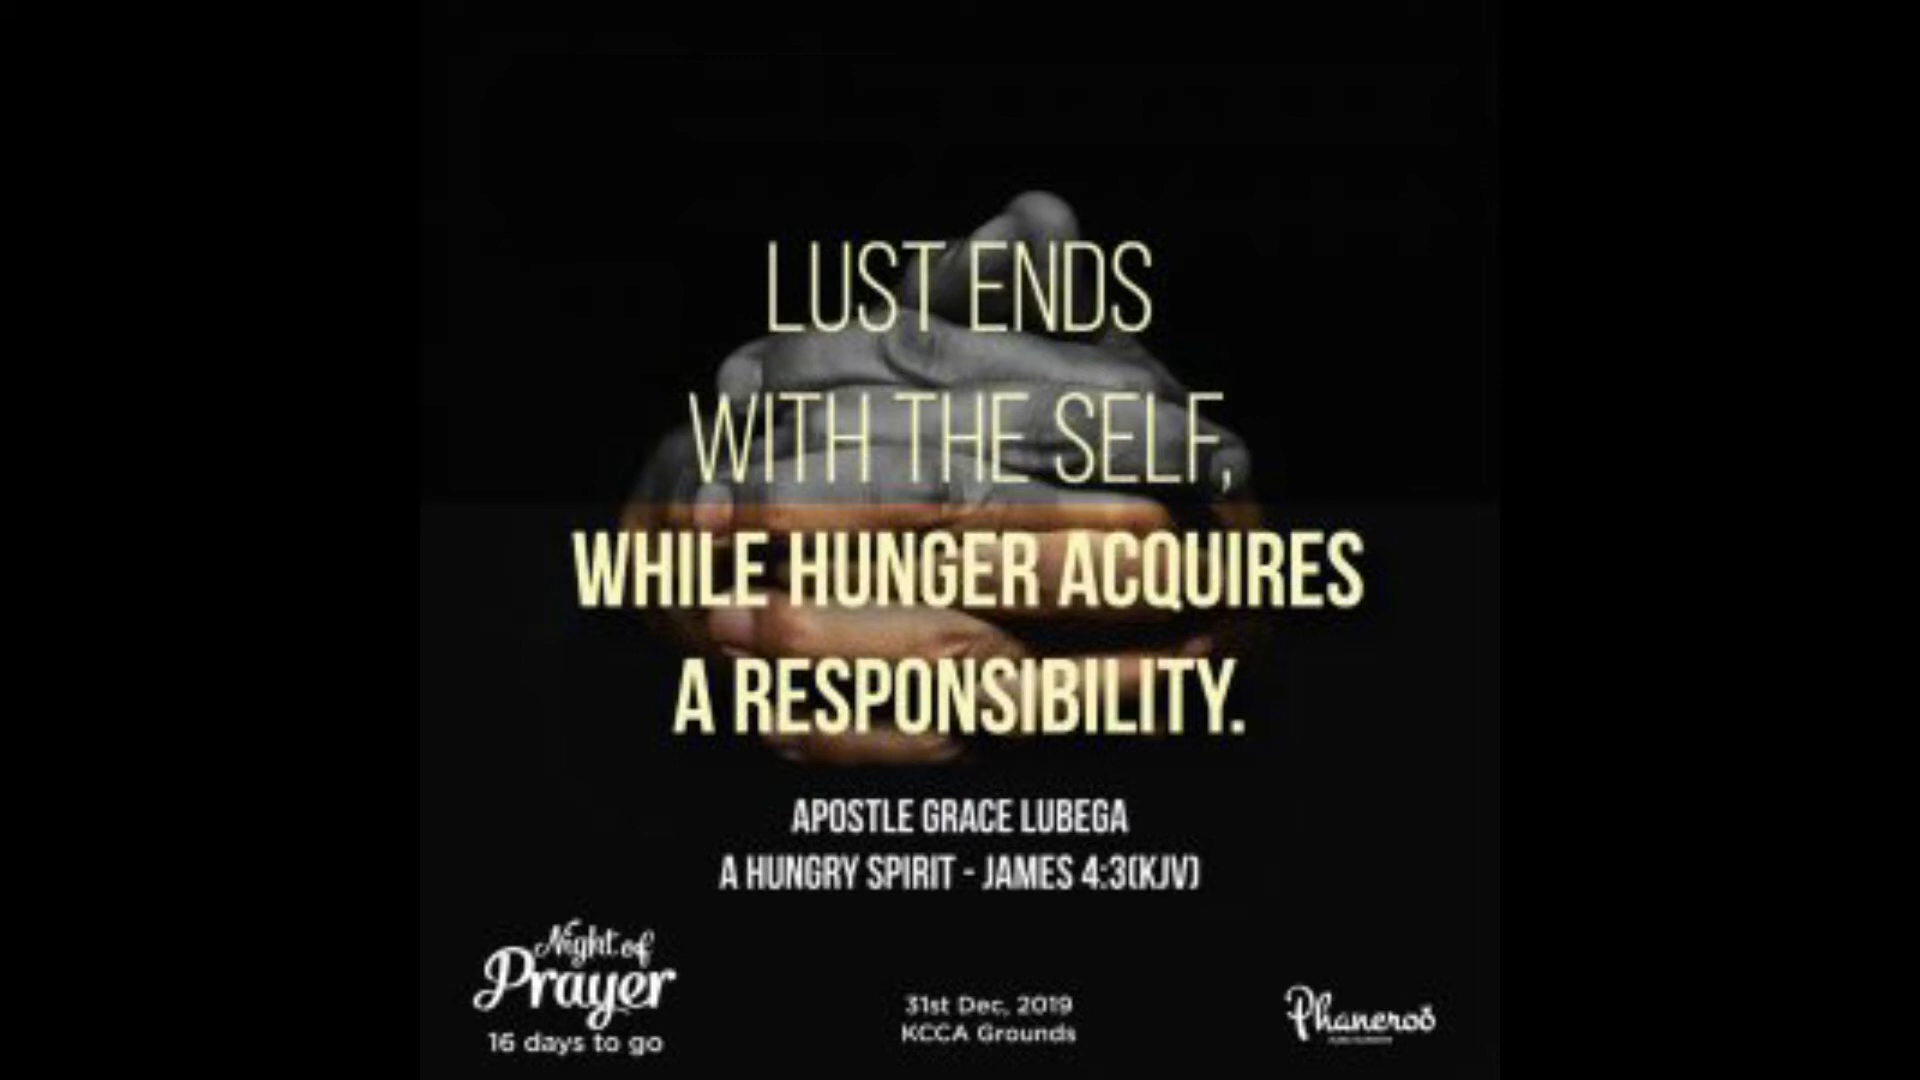 LUST ENDS
WITH THE SELF,
WHILE HUNGER ACQUIRES
A RESPONSIBILITY.
APOSTLE GRACE LUBEGA
A HUNGRY SPIRIT - JAMES 4:3(KJV)
Night of
Prayer
16 days to go
31st Dec, 2019
KCCA Grounds
Phaneroo